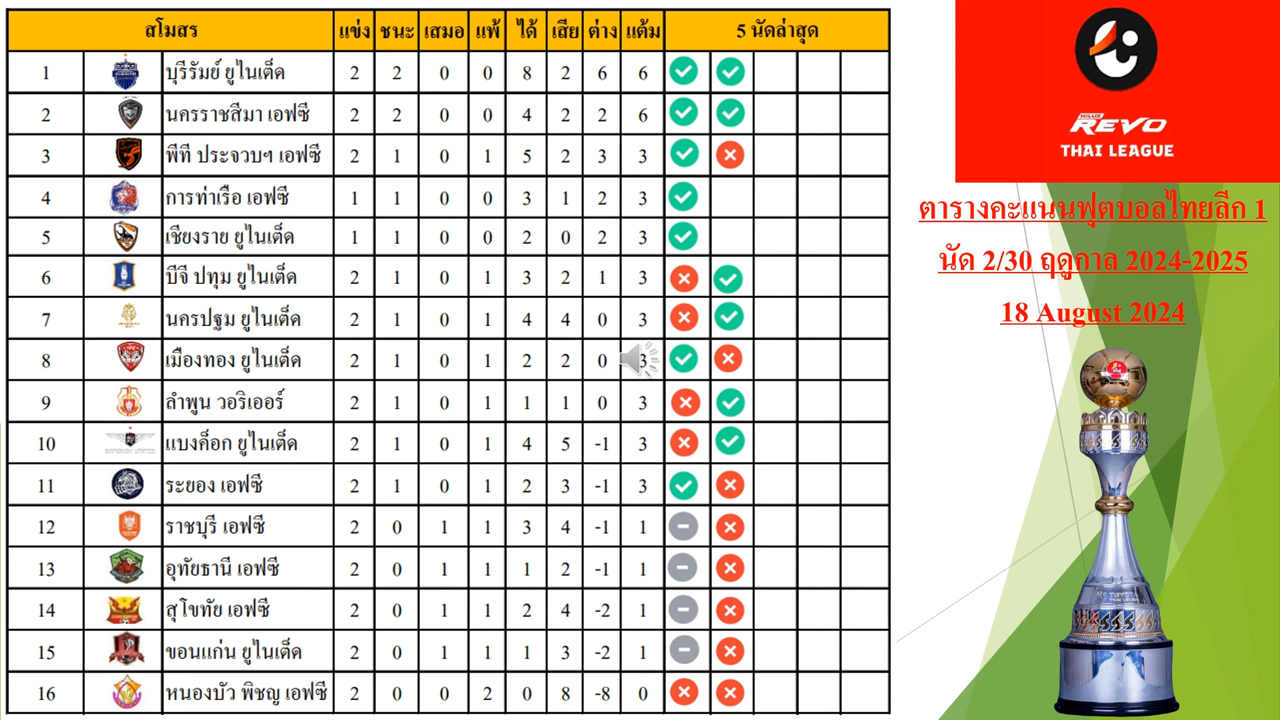 สโมสร แข่ง ชนะ เสมอ แพ้ ได้ เสีย ต่าง แต้ม 5 นัดล่าสุด
1 บุรีรัมย์ ยูไนเต็ด 2 2 0 0 8 2 6 6
2 นครราชสีมา เอฟซี 2 2 0 0 4 2 2 6
3 พีที ประจวบฯ เอฟซี 2 1 0 1 5 2 3 3
4 การท่าเรือ เอฟซี 1 1 0 0 3 1 2 3
5 เชียงราย ยูไนเต็ด 1 1 0 0 2 0 2 3
6 บีจี ปทุม ยูไนเต็ด 2 1 0 1 3 2 1 3
7 นครปฐม ยูไนเต็ด 2 1 0 1 4 4 0 3
8 เมืองทอง ยูไนเต็ด 2 1 0 1 2 2 0 3
9 ลำพูน วอริเออร์ 2 1 0 1 1 1 0 3
10 แบงค็อก ยูไนเต็ด 2 1 0 1 4 5 -1 3
11 ระยอง เอฟซี 2 1 0 1 2 3 -1 3
12 ราชบุรี เอฟซี 2 0 1 1 3 4 -1 1
13 อุทัยธานี เอฟซี 2 0 1 1 1 2 -1 1
14 สุโขทัย เอฟซี 2 0 1 1 2 4 -2 1
15 ขอนแก่น ยูไนเต็ด 2 0 1 1 1 3 -2 1
16 หนองบัว พิชญ เอฟซี 2 0 0 2 0 8 -8 0
HILUX
REVO
THAI LEAGUE
ตารางคะแนนฟุตบอลไทยลีก 1
นัด 2/30 ฤดูกาล 2024-2025
18 August 2024
TOYOTA